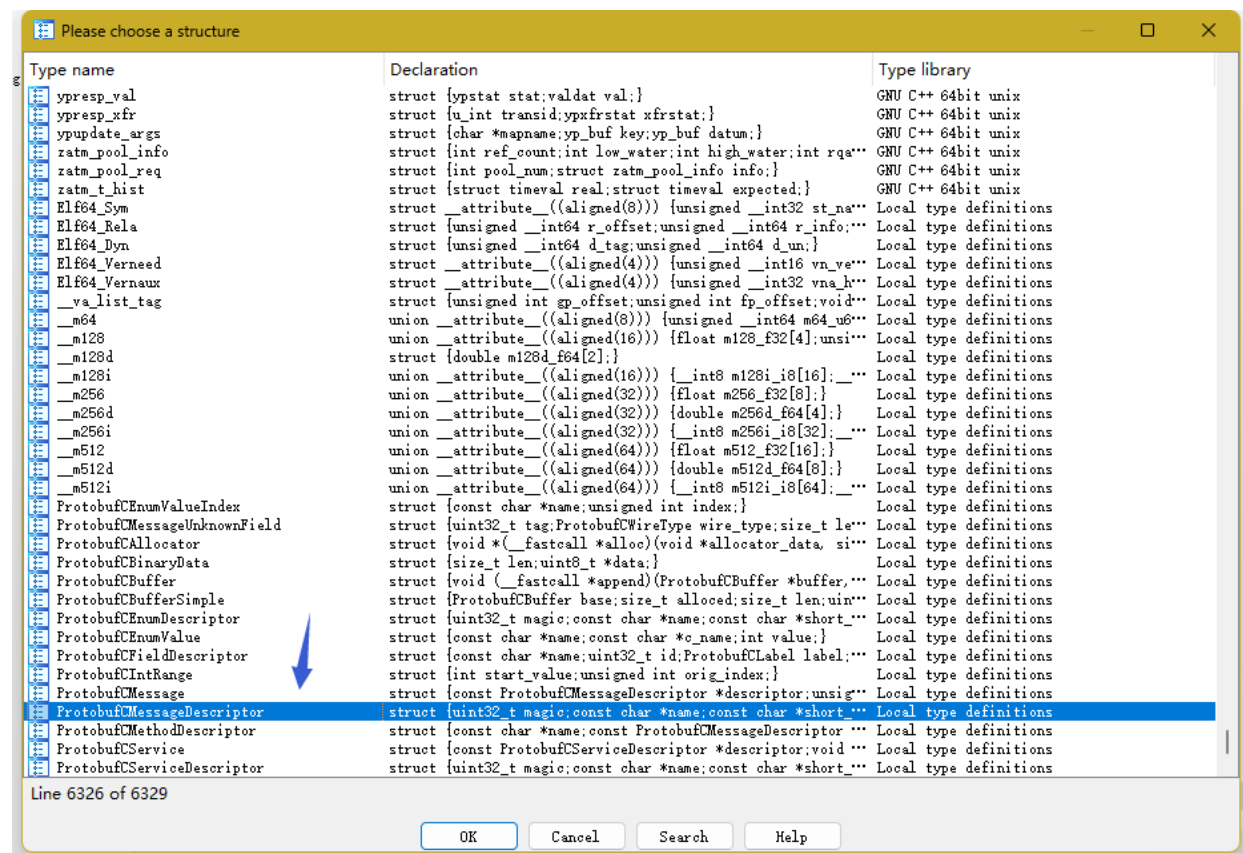 Please choose a structure
Type name Declaration Type library
ypresp_val struct {ypstat stat;valdat val;} GNU C++ 64bit unix
ypresp_xfr struct {u_int transid;ypxfrstat xfrstat;} GNU C++ 64bit unix
ypupdate_args struct {char *mapname;yp_buf key;yp_buf datum;} GNU C++ 64bit unix
zatm_pool_info struct {int ref_count;int low_water;int high_water;int rqa… GNU C++ 64bit unix
zatm_pool_req struct {int pool_num;struct zatm_pool_info info;} GNU C++ 64bit unix
zatm_t_hist struct {struct timeval real;struct timeval expected;} GNU C++ 64bit unix
Elf64_Sym struct __attribute__((aligned(8))) {unsigned __int32 st_na… Local type definitions
Elf64_Rela struct {unsigned __int64 r_offset;unsigned __int64 r_info;… Local type definitions
Elf64_Dyn struct {unsigned __int64 d_tag;unsigned __int64 d_un;} Local type definitions
Elf64_Verneed struct __attribute__((aligned(4))) {unsigned __int16 vn_ve… Local type definitions
Elf64_Vernaux struct __attribute__((aligned(4))) {unsigned __int32 vna_h… Local type definitions
__va_list_tag struct {unsigned int gp_offset;unsigned int fp_offset;void… Local type definitions
__m64 union __attribute__((aligned(8))) {unsigned __int64 m64_u6… Local type definitions
__m128 union __attribute__((aligned(16))) {float m128_f32[4];unsi… Local type definitions
__m128d struct {double m128d_f64[2];} Local type definitions
__m128i union __attribute__((aligned(16))) {__int8 m128i_i8[16];__… Local type definitions
__m256 union __attribute__((aligned(32))) {float m256_f32[8];} Local type definitions
__m256d union __attribute__((aligned(32))) {double m256d_f64[4];} Local type definitions
__m256i union __attribute__((aligned(32))) {__int8 m256i_i8[32];__… Local type definitions
__m512 union __attribute__((aligned(64))) {float m512_f32[16];} Local type definitions
__m512d union __attribute__((aligned(64))) {double m512d_f64[8];} Local type definitions
__m512i union __attribute__((aligned(64))) {__int8 m512i_i8[64];__… Local type definitions
ProtobufCEnumValueIndex struct {const char *name;unsigned int index;} Local type definitions
ProtobufCMessageUnknownField struct {uint32_t tag;ProtobufCWireType wire_type;size_t le… Local type definitions
ProtobufCAllocator struct {void *(__fastcall *alloc)(void *allocator_data, si… Local type definitions
ProtobufCBinaryData struct {size_t len;uint8_t *data;} Local type definitions
ProtobufCBuffer struct {void (__fastcall *append)(ProtobufCBuffer *buffer,… Local type definitions
ProtobufCBufferSimple struct {ProtobufCBuffer base;size_t alloced;size_t len;uin… Local type definitions
ProtobufCEnumDescriptor struct {uint32_t magic;const char *name;const char *short_… Local type definitions
ProtobufCEnumValue struct {const char *name;const char *c_name;int value;} Local type definitions
ProtobufCFieldDescriptor struct {const char *name;uint32_t id;ProtobufCLabel label;… Local type definitions
ProtobufCIntRange struct {int start_value;unsigned int orig_index;} Local type definitions
ProtobufCMessage struct {const ProtobufCMessageDescriptor *descriptor;unsig… Local type definitions
ProtobufCMessageDescriptor struct {uint32_t magic;const char *name;const char *short_… Local type definitions
ProtobufCMethodDescriptor struct {const char *name;const ProtobufCMessageDescriptor … Local type definitions
ProtobufCService struct {const ProtobufCServiceDescriptor *descriptor;void … Local type definitions
ProtobufCServiceDescriptor struct {uint32_t magic;const char *name;const char *short_… Local type definitions
Line 6326 of 6329
OK Cancel Search Help